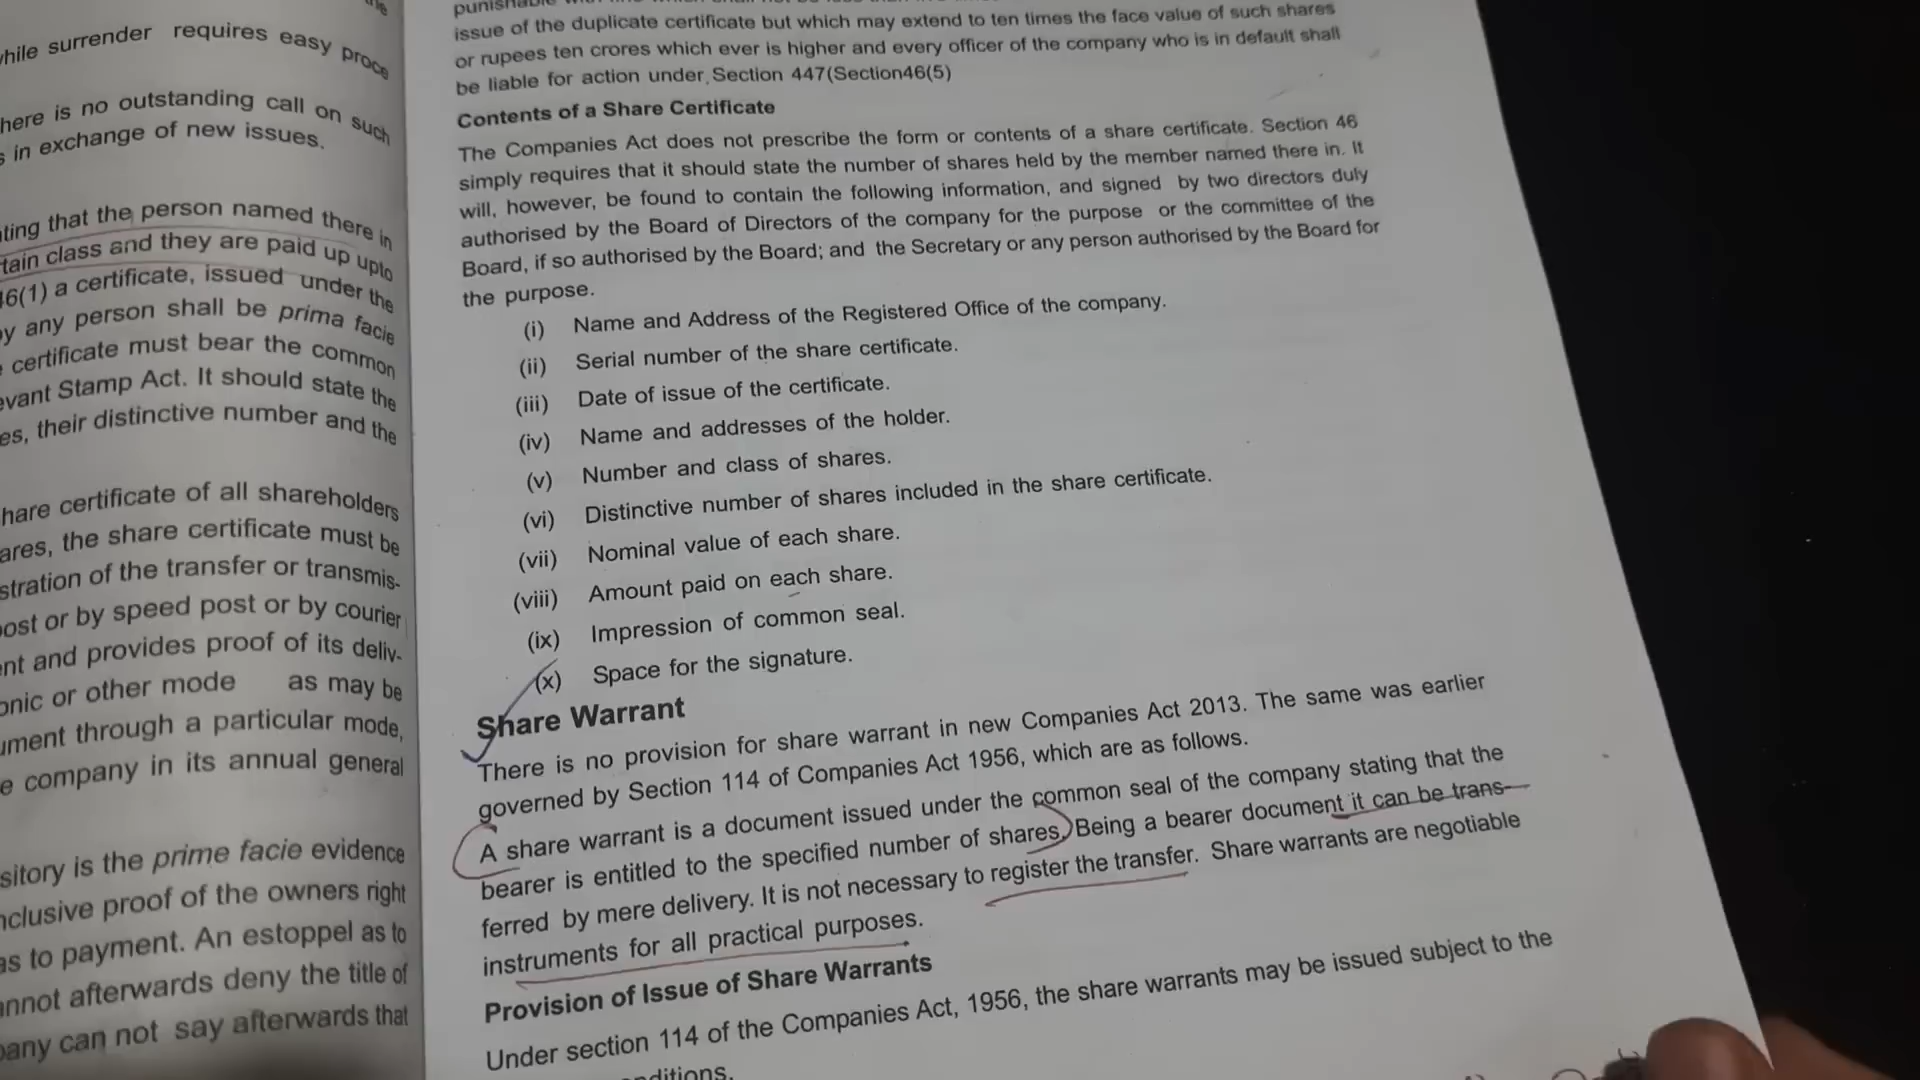 while surrender requires easy proce
here is no outstanding call on such
s in exchange of new issues.
ting that the person named there in
tain class and they are paid up upto
46(1) a certificate, issued under the
by any person shall be prima facie
certificate must bear the common
evant Stamp Act. It should state the
es, their distinctive number and the
hare certificate of all shareholders
ares, the share certificate must be
stration of the transfer or transmis-
post or by speed post or by courier
ent and provides proof of its deliv-
onic or other mode as may be
ument through a particular mode,
e company in its annual general
sitory is the prime facie evidence
nclusive proof of the owners right
as to payment. An estoppel as to
annot afterwards deny the title of
pany can not say afterwards that
issue of the duplicate certificate but which may extend to ten times the face value of such shares
or rupees ten crores which ever is higher and every officer of the company who is in default shall
be liable for action under Section 447(Section46(5)
Contents of a Share Certificate
The Companies Act does not prescribe the form or contents of a share certificate. Section 46
simply requires that it should state the number of shares held by the member named there in. It
will, however, be found to contain the following information, and signed by two directors duly
authorised by the Board of Directors of the company for the purpose or the committee of the
Board, if so authorised by the Board; and the Secretary or any person authorised by the Board for
the purpose.
(i) Name and Address of the Registered Office of the company.
(ii) Serial number of the share certificate.
(iii) Date of issue of the certificate.
(iv) Name and addresses of the holder.
(v) Number and class of shares.
(vi) Distinctive number of shares included in the share certificate.
(vii) Nominal value of each share.
(viii) Amount paid on each share.
(ix) Impression of common seal.
(x) Space for the signature.
Share Warrant
There is no provision for share warrant in new Companies Act 2013. The same was earlier
governed by Section 114 of Companies Act 1956, which are as follows.
A share warrant is a document issued under the common seal of the company stating that the
bearer is entitled to the specified number of shares. Being a bearer document it can be trans-
ferred by mere delivery. It is not necessary to register the transfer. Share warrants are negotiable
instruments for all practical purposes.
Provision of Issue of Share Warrants
Under section 114 of the Companies Act, 1956, the share warrants may be issued subject to the